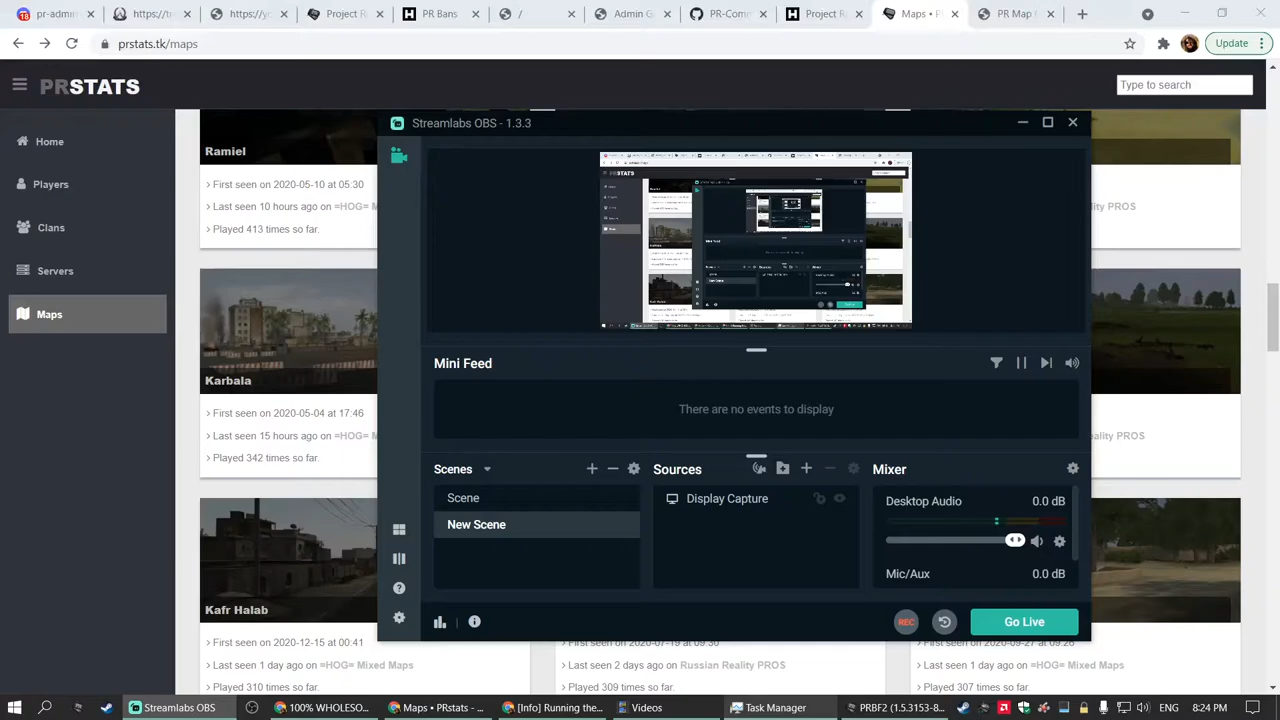 pr-admin
https://tn
https://yc
Project R
PR Bans
/
Admin G
PR-Comm
Project Re
Maps • P
PR Map
prstats.tk/maps
Update
PRSTATS
Type to search
Home
Players
Clans
Servers
Maps
Ramiel
> First seen on 2020-05-10 at 05:30
> Last seen 10 hours ago on =HOG= M
> Played 413 times so far.
Karbala
> First seen on 2020-05-04 at 17:46
> Last seen 15 hours ago on =HOG= M
> Played 342 times so far.
Kafr Halab
> First seen on 2020-12-15 at 00:41
> Last seen 1 day ago on =HOG= Mixed Maps
> Played 310 times so far.
Streamlabs OBS - 1.3.3
Mini Feed
There are no events to display
Scenes
Scene
New Scene
Sources
Display Capture
Mixer
Desktop Audio 0.0 dB
Mic/Aux 0.0 dB
REC
Go Live
ality PROS
ality PROS
> Last seen 2 days ago on Russian Reality PROS
> Played 309 times so far.
> Last seen 1 day ago on =HOG= Mixed Maps
> Played 307 times so far.
Streamlabs OBS
100% WHOLESO...
Maps • PRSTATS - ...
[Info] Running the...
Videos
Task Manager
PRBF2 (1.5.3153-8...
ENG
8:24 PM